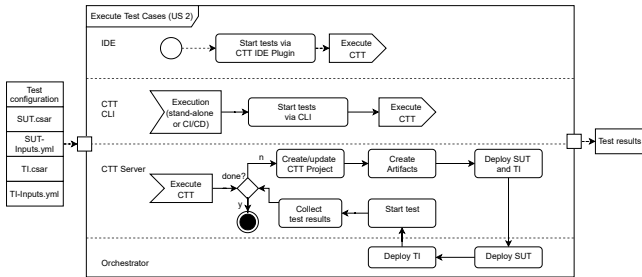 Execute Test Cases (US 2)
IDE
Start tests via
CTT IDE Plugin
Execute
CTT
Test
configuration
SUT.csar
SUT-
Inputs.yml
TI.csar
TI-Inputs.yml
CTT
CLI
Execution
(stand-alone
or CI/CD)
Start tests
via CLI
Execute
CTT
Test results
CTT Server
Execute
CTT
done?
n
y
Create/update
CTT Project
Create
Artifacts
Deploy SUT
and TI
Collect
test results
Start test
Orchestrator
Deploy TI
Deploy SUT